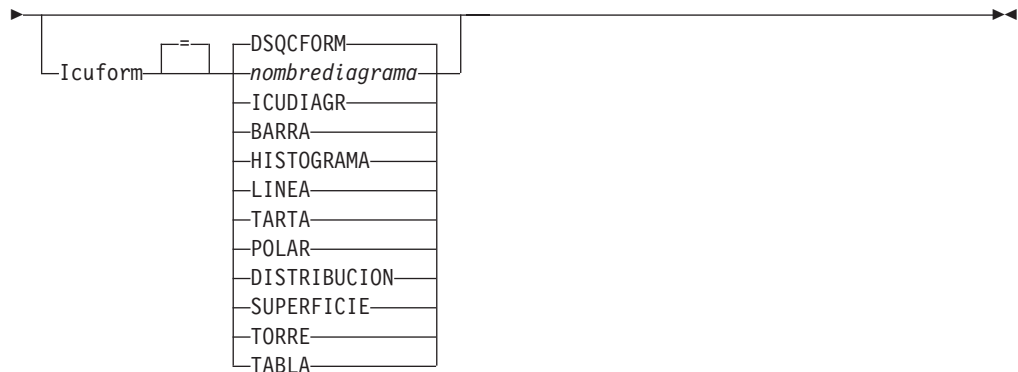 =
DSQCFORM
Icuform
nombrediagrama
ICUDIAGR
BARRA
HISTOGRAMA
LINEA
TARTA
POLAR
DISTRIBUCION
SUPERFICIE
TORRE
TABLA